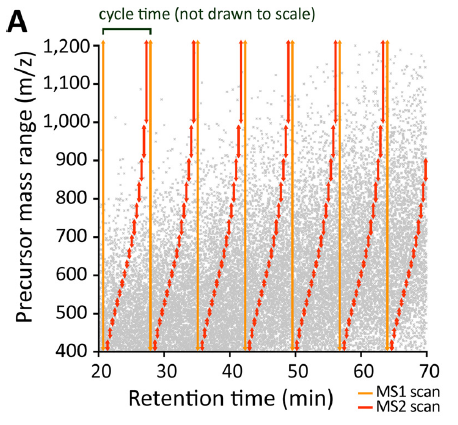 A
cycle time (not drawn to scale)
Precursor mass range (m/z)
1,200
1,100
1,000
900
800
700
600
500
400
20 30 40 50 60 70
Retention time (min)
MS1 scan
MS2 scan